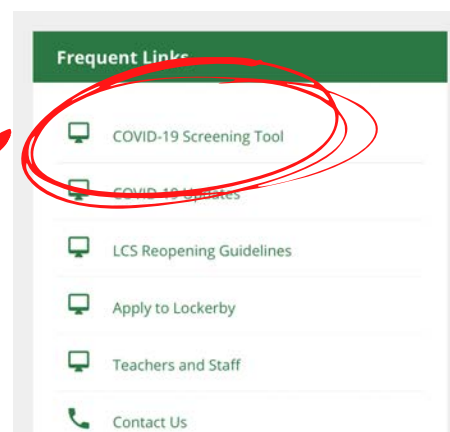 Frequent Links
COVID-19 Screening Tool
COVID-19 Updates
LCS Reopening Guidelines
Apply to Lockerby
Teachers and Staff
Contact Us